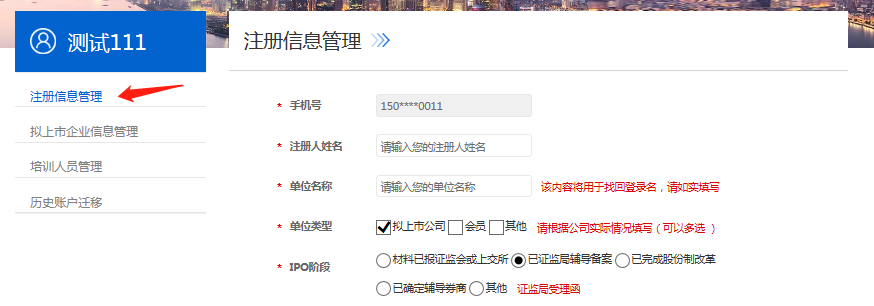 测试111
注册信息管理
拟上市企业信息管理
培训人员管理
历史账户迁移
注册信息管理
* 手机号 150****0011
* 注册人姓名 请输入您的注册人姓名
* 单位名称 请输入您的单位名称 该内容将用于找回登录名，请如实填写
* 单位类型 拟上市公司 会员 其他 请根据公司实际情况填写（可以多选 ）
* IPO阶段 材料已报证监会或上交所 已证监局辅导备案 已完成股份制改革
已确定辅导券商 其他 证监局受理函